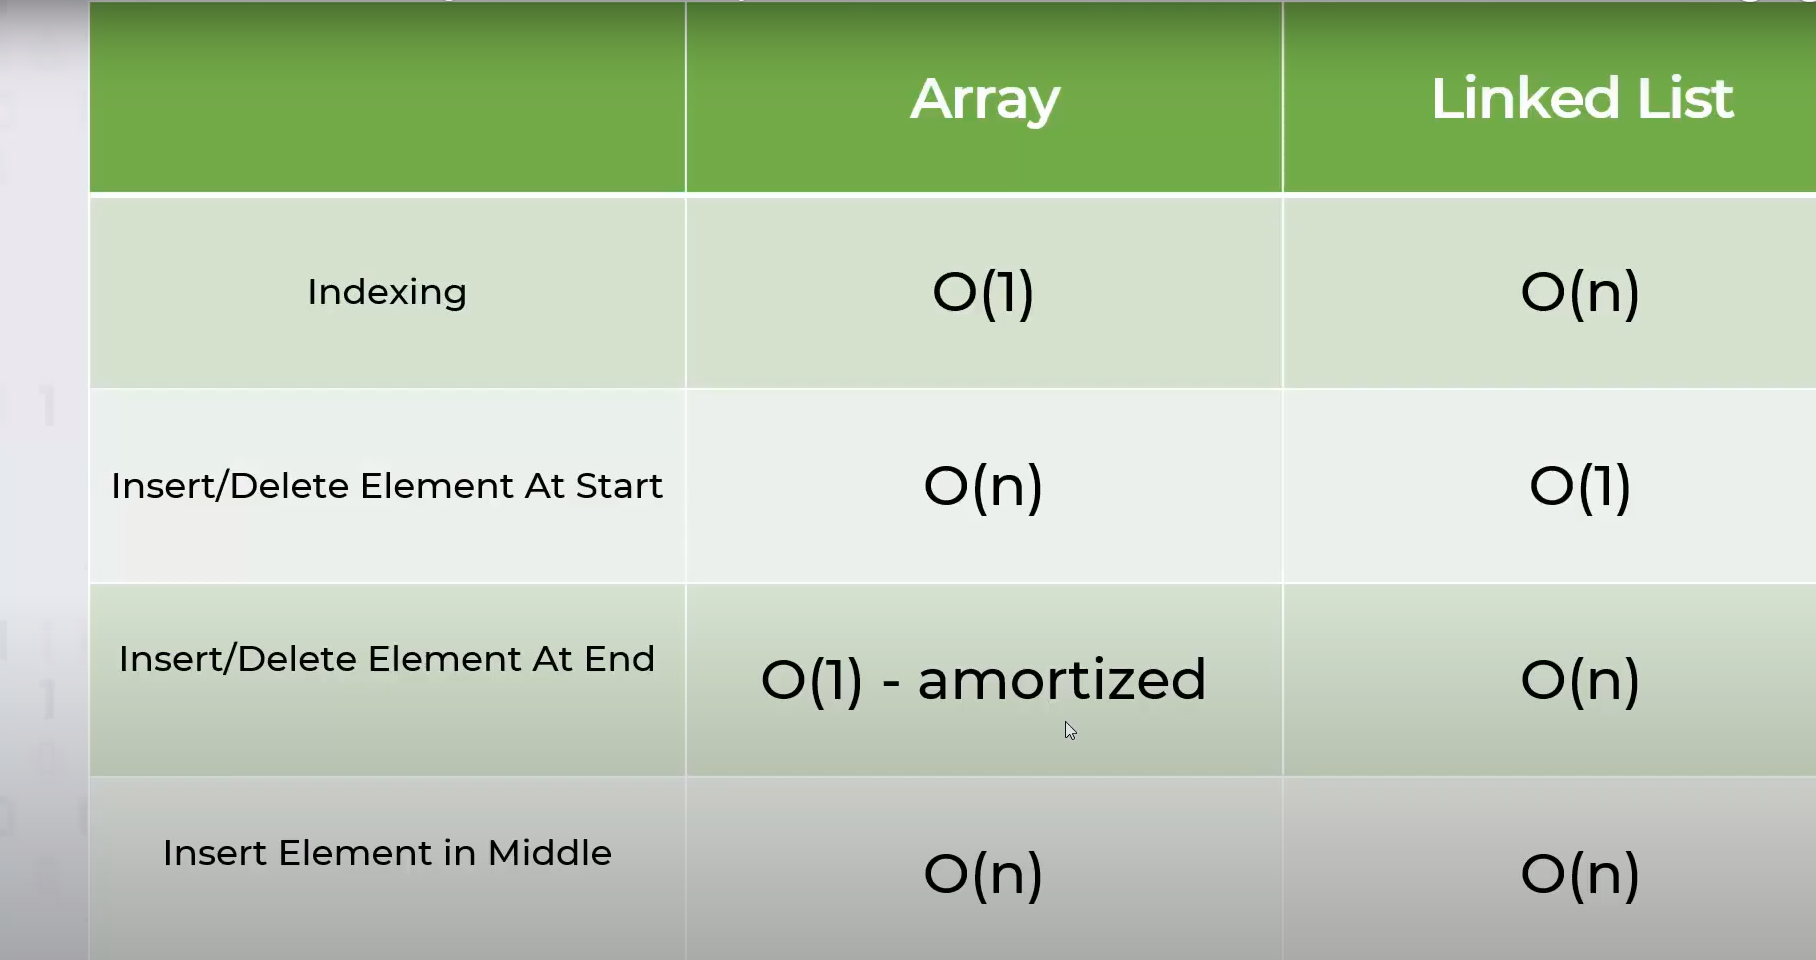 Array
Linked List
Indexing
O(1)
O(n)
Insert/Delete Element At Start
O(n)
O(1)
Insert/Delete Element At End
O(1) - amortized
O(n)
Insert Element in Middle
O(n)
O(n)